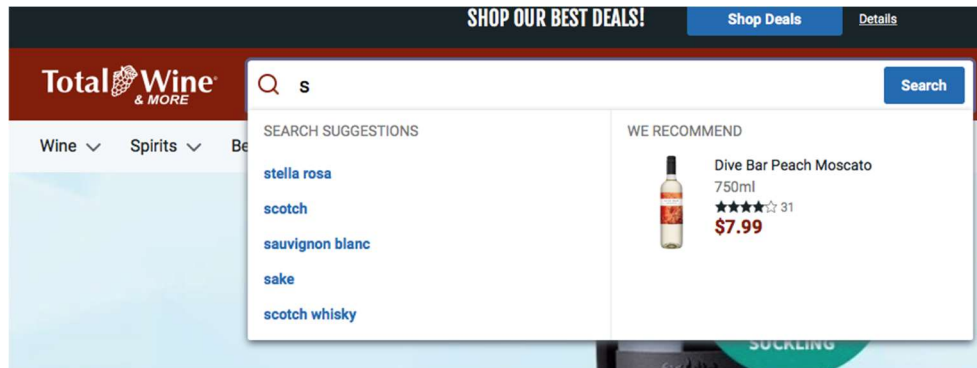 SHOP OUR BEST DEALS! Shop Deals Details
Total Wine
& MORE
s
Search
Wine Spirits Be
SEARCH SUGGESTIONS
stella rosa
scotch
sauvignon blanc
sake
scotch whisky
WE RECOMMEND
Dive Bar Peach Moscato
750ml
31
$7.99
SUCKLING